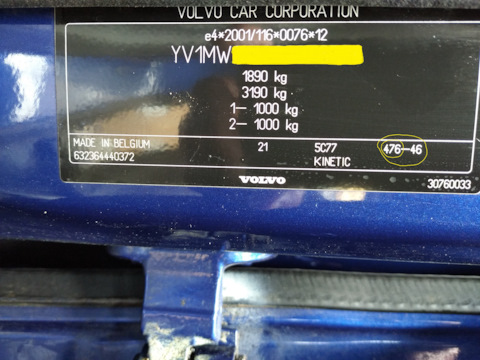 VOLVO CAR CORPORATION
e4*2001/116*0076*12
YV1MW
1890 kg
3190 kg
1– 1000 kg
2– 1000 kg
MADE IN BELGIUM 21 5C77 476–46
632364440372 KINETIC
VOLVO 30760033